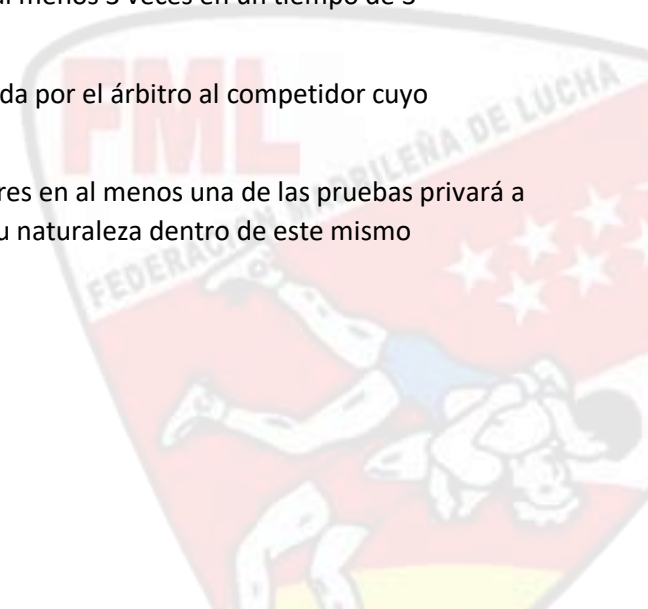 al menos 3 veces en un tiempo de 3
da por el árbitro al competidor cuyo
FML
FEDERACIÓN MADRILEÑA DE LUCHA
res en al menos una de las pruebas privará a
u naturaleza dentro de este mismo